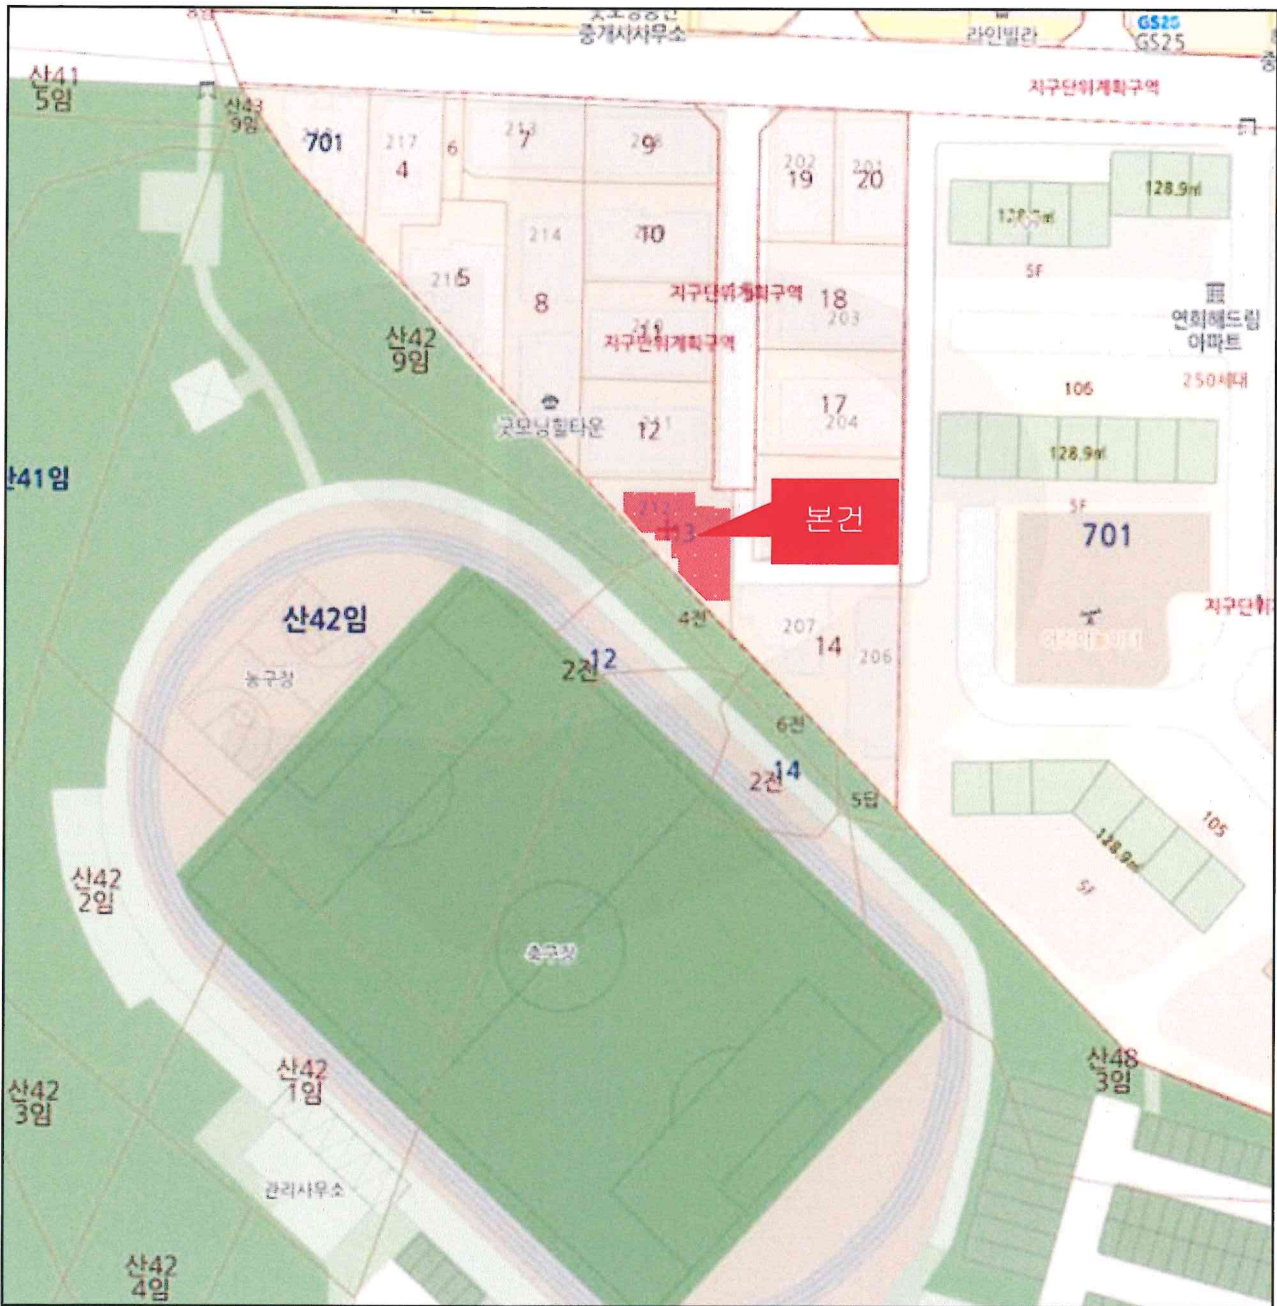 중개사사무소
라인빌라
GS25
GS25
지구단위계획구역
산41
5임
산43
9임
701
217
4
6
213
7
9
202
19
201
20
128.9㎡
5F
214
10
5
8
지구단위계획구역
18
203
11
지구단위계획구역
연희해드림
아파트
250세대
106
산42
9임
17
204
굿모닝힐타운
12
128.9㎡
산41임
212
13
본건
5F
701
지구단위
산42임
4전
207
14
206
농구장
12
2전
6전
14
2전
5답
105
128.9㎡
5F
산42
2임
축구장
산42
1임
산48
3임
산42
3임
관리사무소
산42
4임